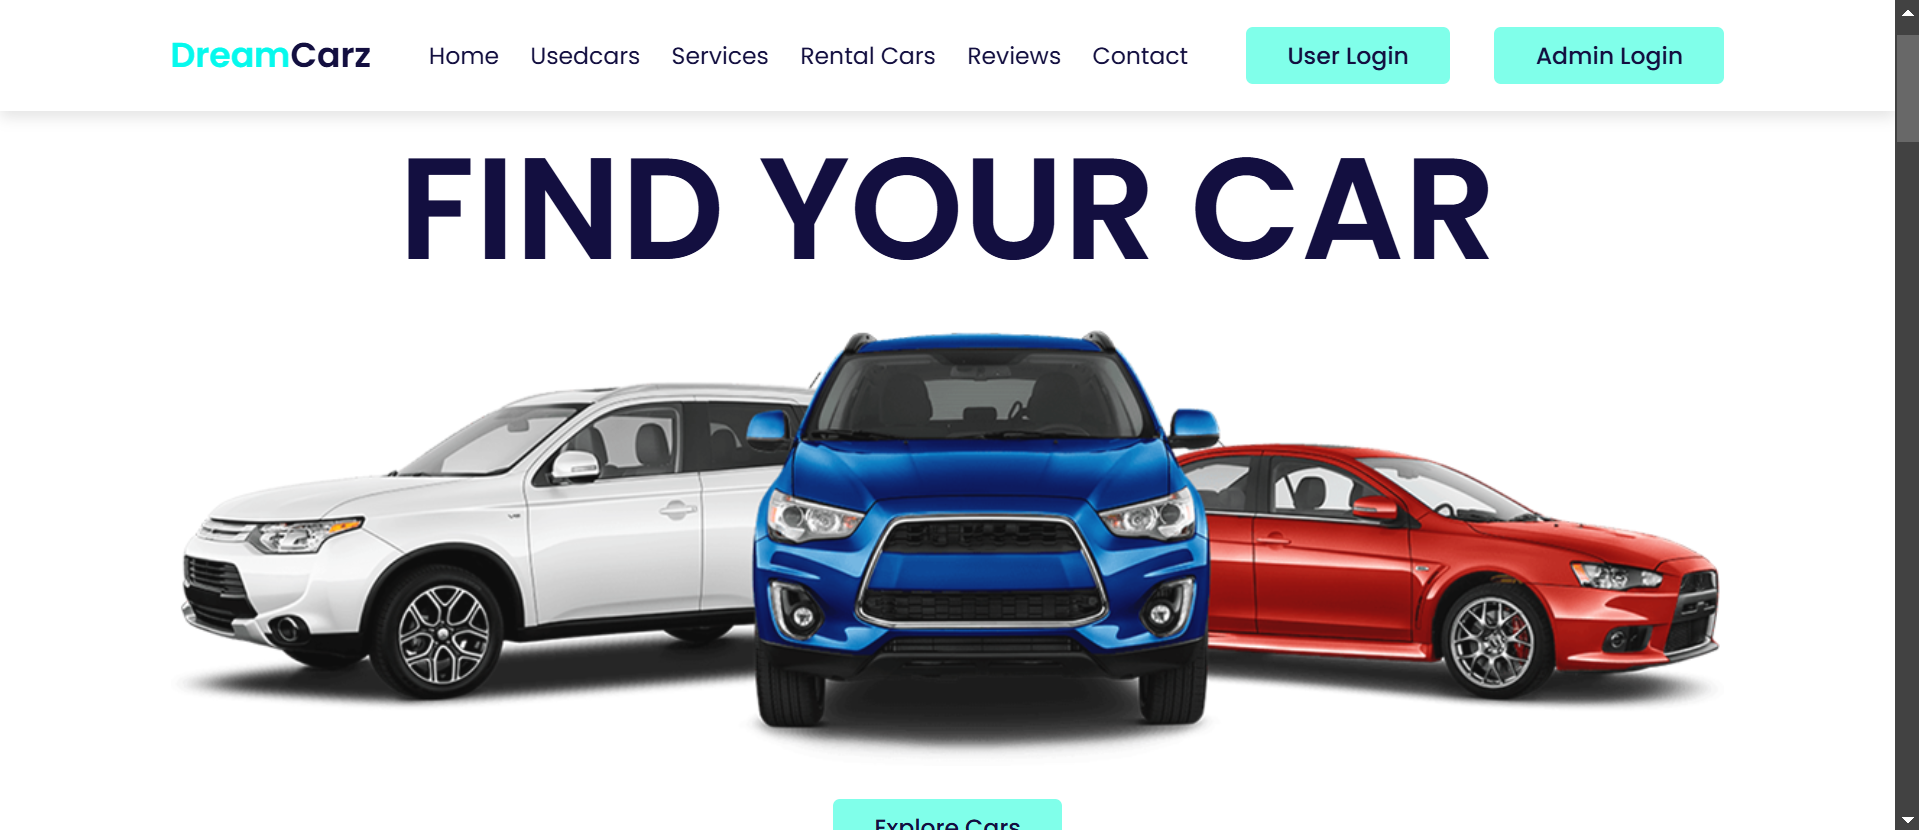 DreamCarz Home Usedcars Services Rental Cars Reviews Contact User Login Admin Login
FIND YOUR CAR
Explore Cars